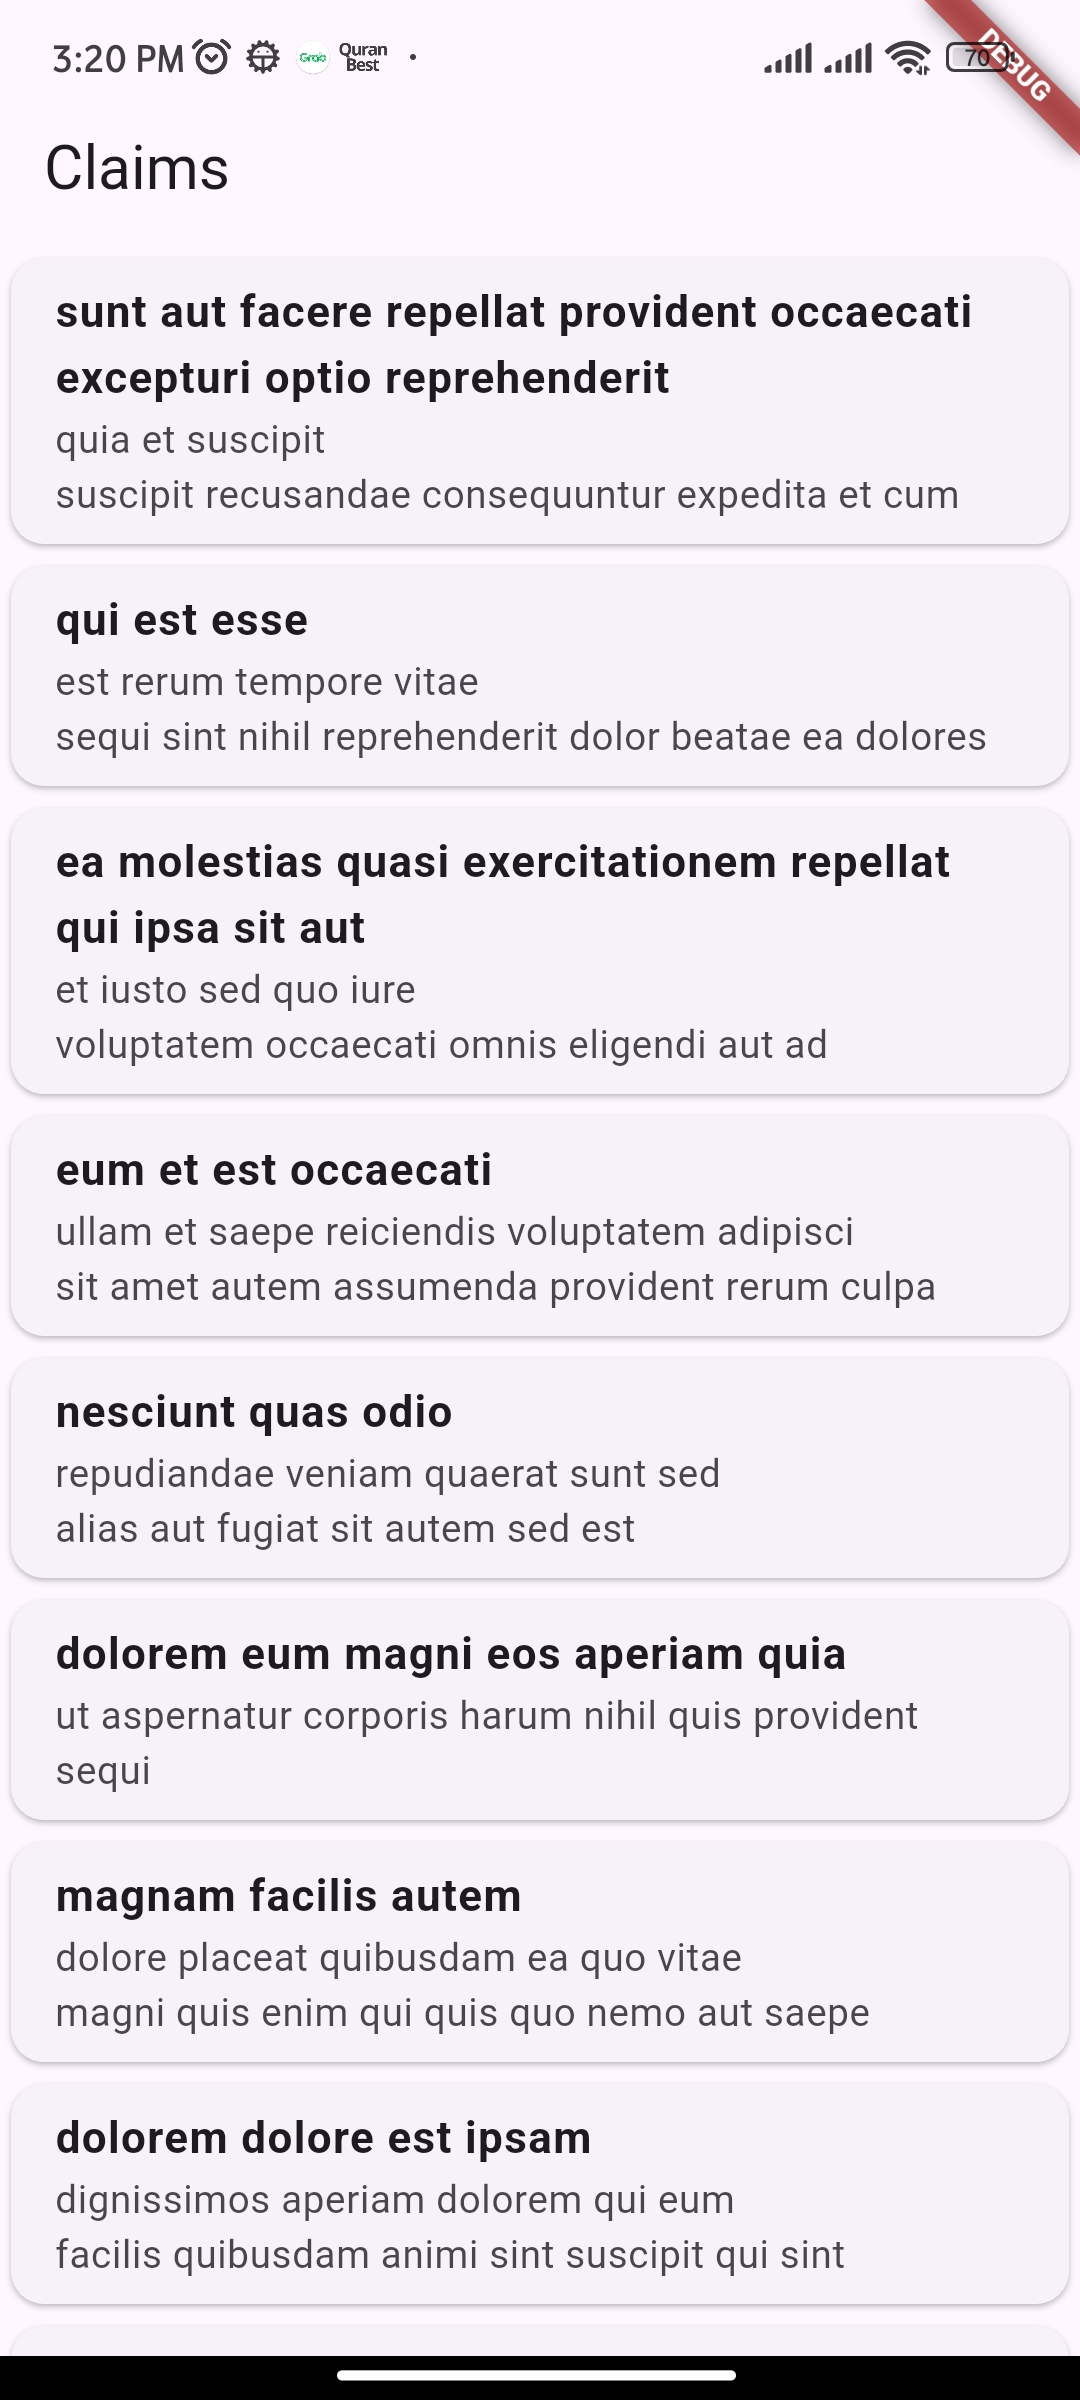 3:20 PM
Grab
Quran
Best
70
DEBUG
Claims
sunt aut facere repellat provident occaecati
excepturi optio reprehenderit
quia et suscipit
suscipit recusandae consequuntur expedita et cum
qui est esse
est rerum tempore vitae
sequi sint nihil reprehenderit dolor beatae ea dolores
ea molestias quasi exercitationem repellat
qui ipsa sit aut
et iusto sed quo iure
voluptatem occaecati omnis eligendi aut ad
eum et est occaecati
ullam et saepe reiciendis voluptatem adipisci
sit amet autem assumenda provident rerum culpa
nesciunt quas odio
repudiandae veniam quaerat sunt sed
alias aut fugiat sit autem sed est
dolorem eum magni eos aperiam quia
ut aspernatur corporis harum nihil quis provident
sequi
magnam facilis autem
dolore placeat quibusdam ea quo vitae
magni quis enim qui quis quo nemo aut saepe
dolorem dolore est ipsam
dignissimos aperiam dolorem qui eum
facilis quibusdam animi sint suscipit qui sint